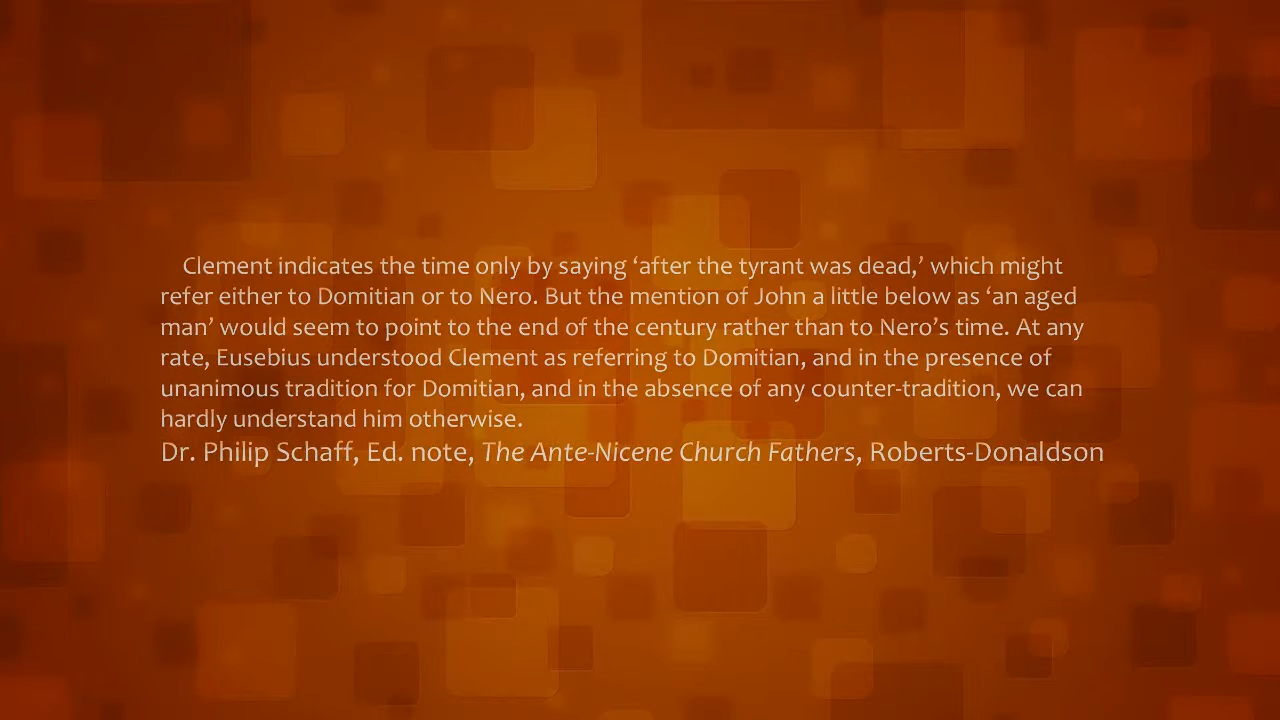 Clement indicates the time only by saying ‘after the tyrant was dead,’ which might
refer either to Domitian or to Nero. But the mention of John a little below as ‘an aged
man’ would seem to point to the end of the century rather than to Nero’s time. At any
rate, Eusebius understood Clement as referring to Domitian, and in the presence of
unanimous tradition for Domitian, and in the absence of any counter-tradition, we can
hardly understand him otherwise.
Dr. Philip Schaff, Ed. note, The Ante-Nicene Church Fathers, Roberts-Donaldson